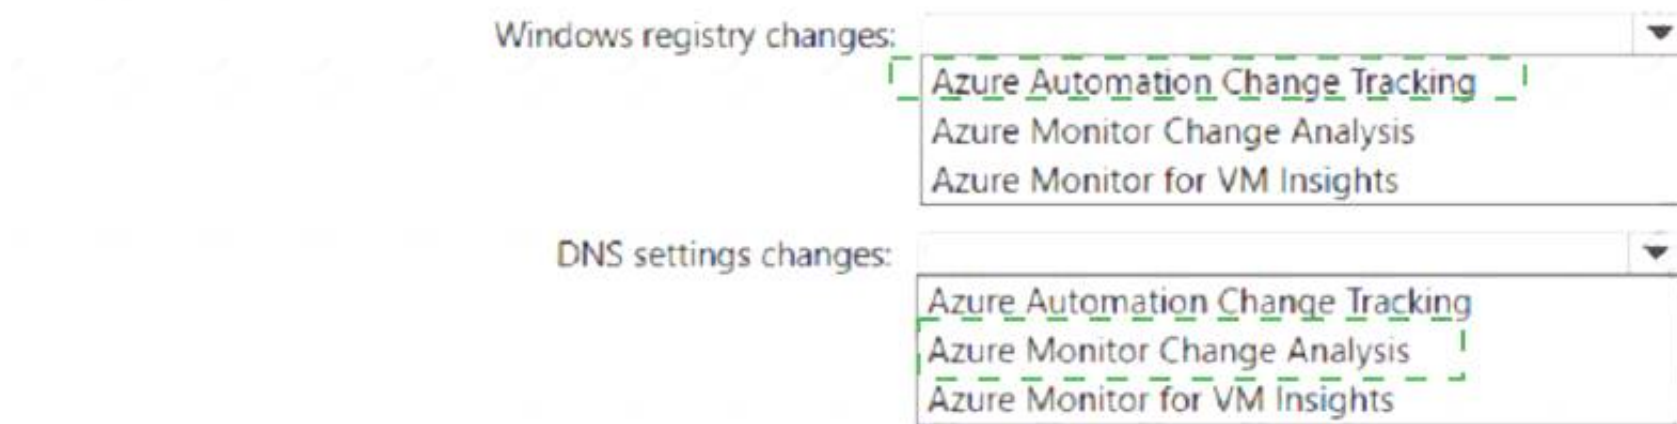 Windows registry changes:
Azure Automation Change Tracking
Azure Monitor Change Analysis
Azure Monitor for VM Insights
DNS settings changes:
Azure Automation Change Tracking
Azure Monitor Change Analysis
Azure Monitor for VM Insights